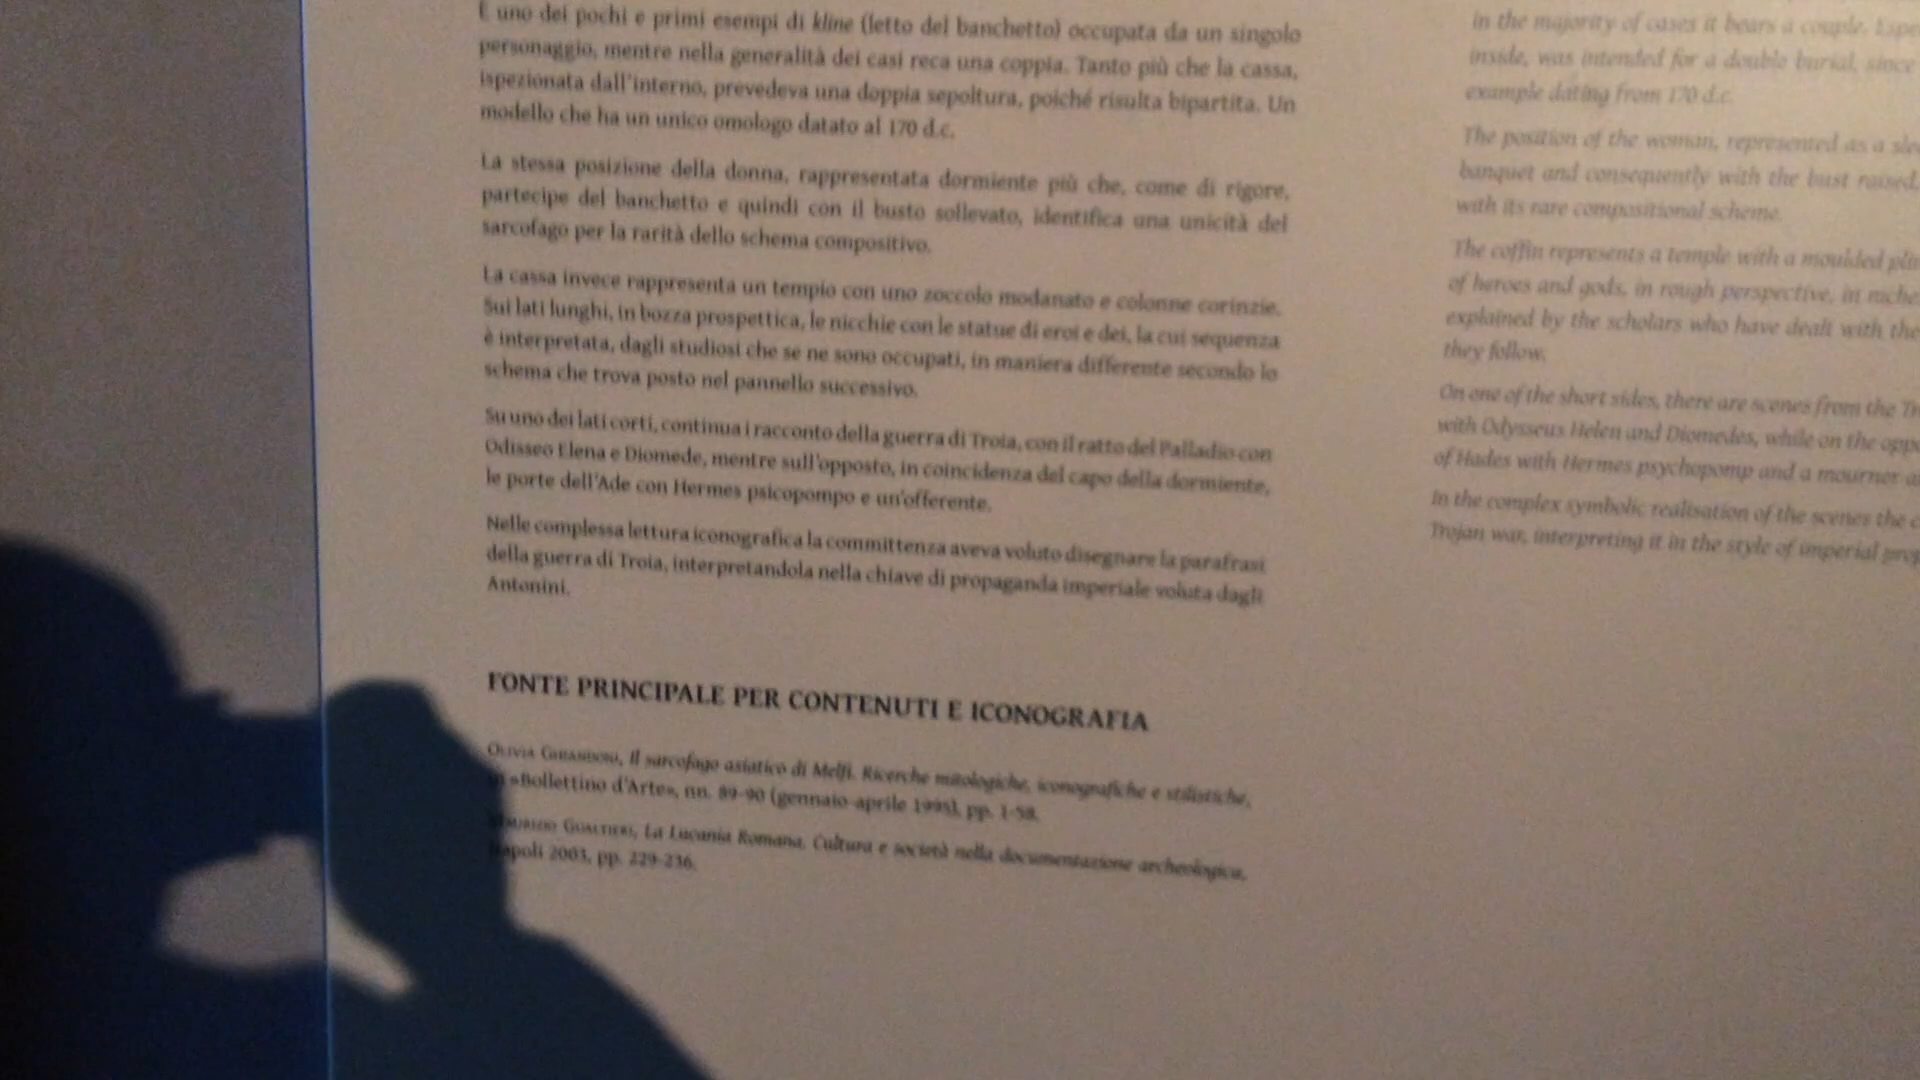 È uno dei pochi e primi esempi di kline (letto del banchetto) occupata da un singolo
personaggio, mentre nella generalità dei casi reca una coppia. Tanto più che la cassa,
ispezionata dall'interno, prevedeva una doppia sepoltura, poiché risulta bipartita. Un
modello che ha un unico omologo datato al 170 d.c.
La stessa posizione della donna, rappresentata dormiente più che, come di rigore,
partecipe del banchetto e quindi con il busto sollevato, identifica una unicità del
sarcofago per la rarità dello schema compositivo.
La cassa invece rappresenta un tempio con uno zoccolo modanato e colonne corinzie.
Sui lati lunghi, in bozza prospettica, le nicchie con le statue di eroi e dei, la cui sequenza
è interpretata, dagli studiosi che se ne sono occupati, in maniera differente secondo lo
schema che trova posto nel pannello successivo.
Su uno dei lati corti, continua i racconto della guerra di Troia, con il ratto del Palladio con
Odisseo Elena e Diomede, mentre sull'opposto, in coincidenza del capo della dormiente,
le porte dell'Ade con Hermes psicopompo e un'offerente.
Nelle complessa lettura iconografica la committenza aveva voluto disegnare la parafrasi
della guerra di Troia, interpretandola nella chiave di propaganda imperiale voluta dagli
Antonini.
FONTE PRINCIPALE PER CONTENUTI E ICONOGRAFIA
Olivia Ghiandoni, Il sarcofago asiatico di Melfi. Ricerche mitologiche, iconografiche e stilistiche,
in «Bollettino d'Arte», nn. 89-90 (gennaio-aprile 1995), pp. 1-58.
Maurizio Gualtieri, La Lucania Romana. Cultura e società nella documentazione archeologica,
Napoli 2003, pp. 229-236.
in the majority of cases it bears a couple.
inside, was intended for a double burial, since
example dating from 170 d.c.
The position of the woman, represented as a
banquet and consequently with the bust raised,
with its rare compositional scheme.
The coffin represents a temple with a moulded
of heroes and gods, in rough perspective, in
explained by the scholars who have dealt with
they follow.
On one of the short sides, there are scenes from the
with Odysseus Helen and Diomedes, while on the
of Hades with Hermes psychopomp and a mourner
In the complex symbolic realisation of the scenes the
Trojan war, interpreting it in the style of imperial